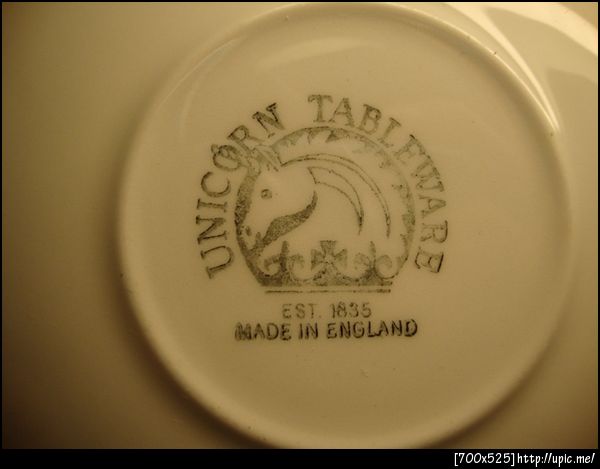 UNICORN TABLEWARE
EST. 1835
MADE IN ENGLAND
[700x525]http://upic.me/